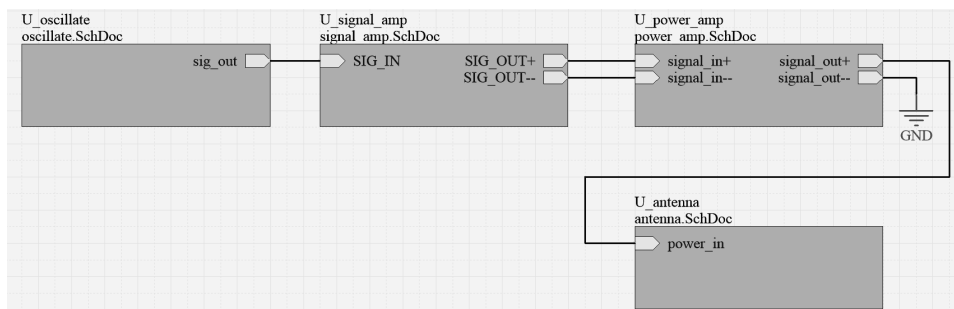 U_oscillate
oscillate.SchDoc
sig_out
U_signal_amp
signal_amp.SchDoc
SIG_IN
SIG_OUT+
SIG_OUT--
U_power_amp
power_amp.SchDoc
signal_in+
signal_in--
signal_out+
signal_out--
GND
U_antenna
antenna.SchDoc
power_in